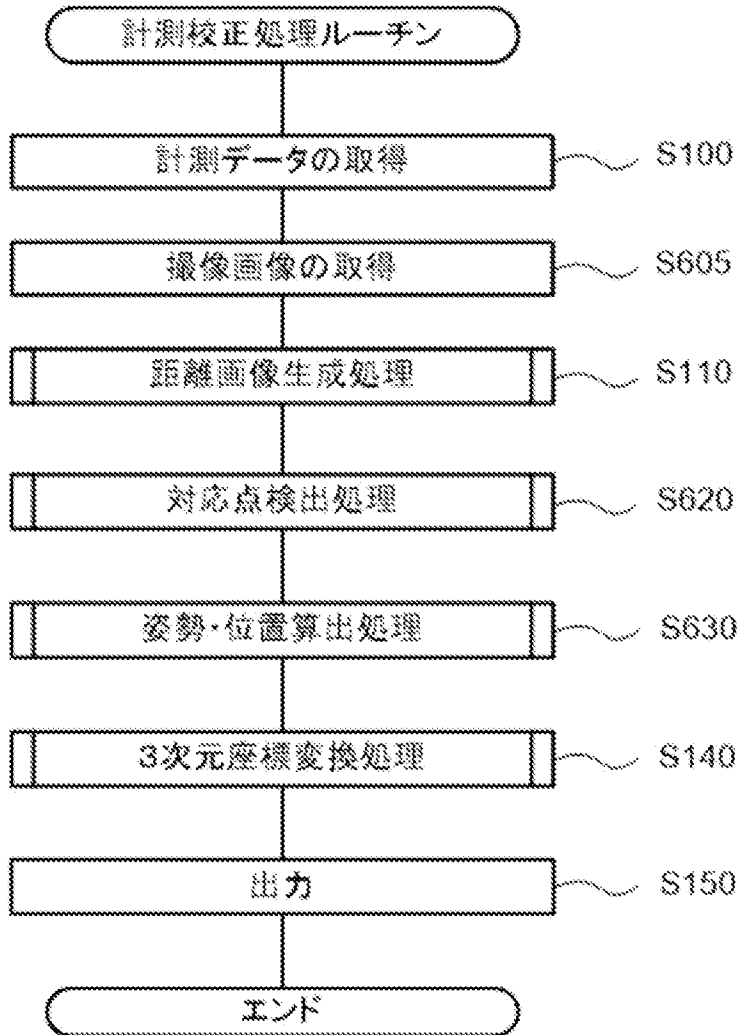 計測校正処理ルーチン
計測データの取得 S100
撮像画像の取得 S605
距離画像生成処理 S110
対応点検出処理 S620
姿勢・位置算出処理 S630
3次元座標変換処理 S140
出力 S150
エンド